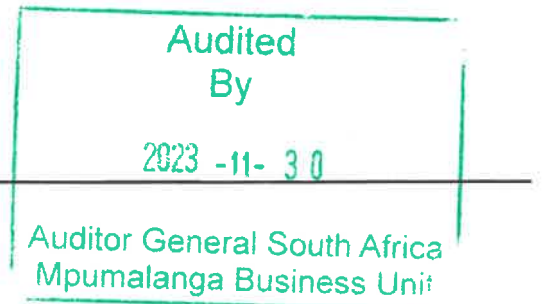 Audited
By
2023 -11- 30
Auditor General South Africa
Mpumalanga Business Unit